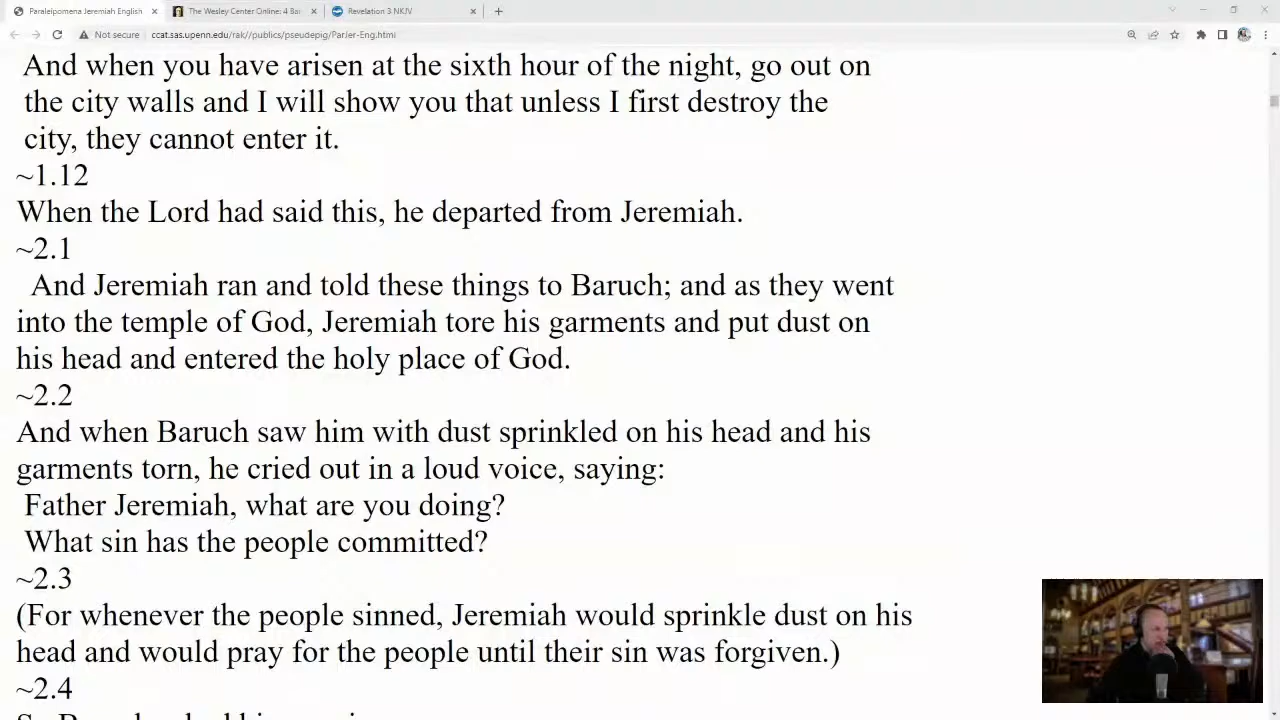 Paraleipomena Jeremiah English
The Wesley Center Online: 4 Bar
Revelation 3 NKJV
Not secure
ccat.sas.upenn.edu/rak//publics/pseudepig/ParJer-Eng.html
And when you have arisen at the sixth hour of the night, go out on
the city walls and I will show you that unless I first destroy the
city, they cannot enter it.
~1.12
When the Lord had said this, he departed from Jeremiah.
~2.1
And Jeremiah ran and told these things to Baruch; and as they went
into the temple of God, Jeremiah tore his garments and put dust on
his head and entered the holy place of God.
~2.2
And when Baruch saw him with dust sprinkled on his head and his
garments torn, he cried out in a loud voice, saying:
Father Jeremiah, what are you doing?
What sin has the people committed?
~2.3
(For whenever the people sinned, Jeremiah would sprinkle dust on his
head and would pray for the people until their sin was forgiven.)
~2.4